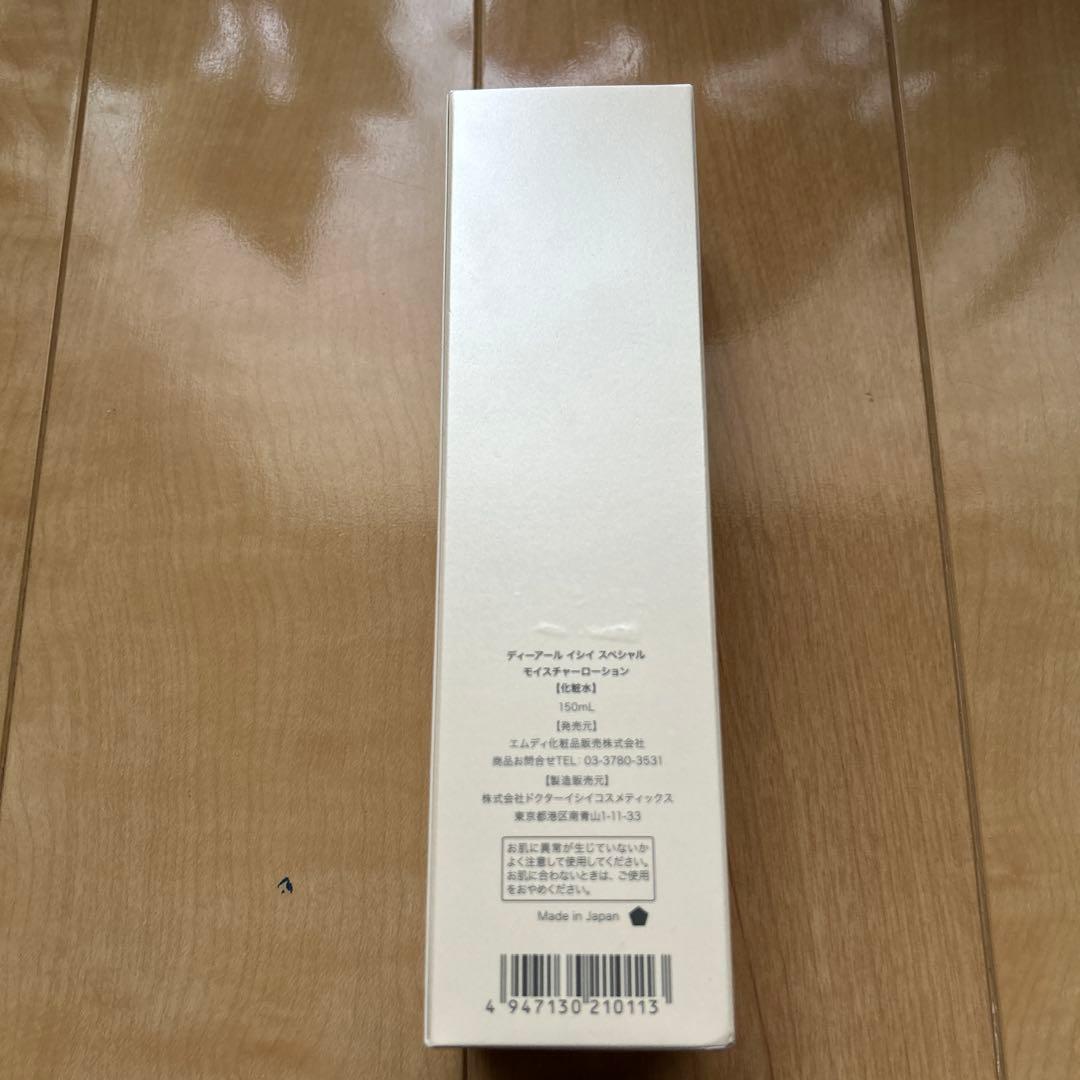 ディーアール イシイ スペシャル
モイスチャーローション
【化粧水】
150mL
【発売元】
エムディ化粧品販売株式会社
商品お問合せTEL：03-3780-3531
【製造販売元】
株式会社ドクターイシイコスメティックス
東京都港区南青山1-11-33
お肌に異常が生じていないか
よく注意して使用してください。
お肌に合わないときは、ご使用
をおやめください。
Made in Japan
4 947130 210113